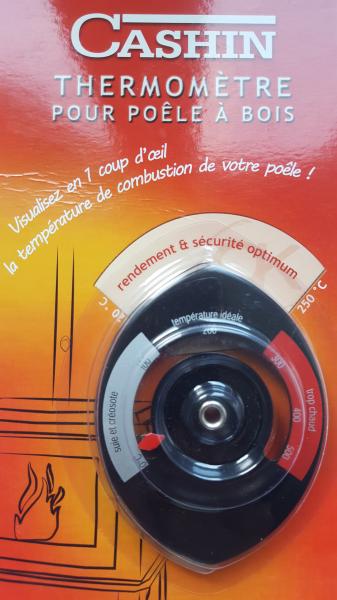 CASHIN
THERMOMÈTRE
POUR POÊLE À BOIS
Visualisez en 1 coup d'œil
la température de combustion de votre poêle !
rendement & sécurité optimum
250 °C
température idéale
200
100
suie et créosote
0°C
300
400
500
trop chaud